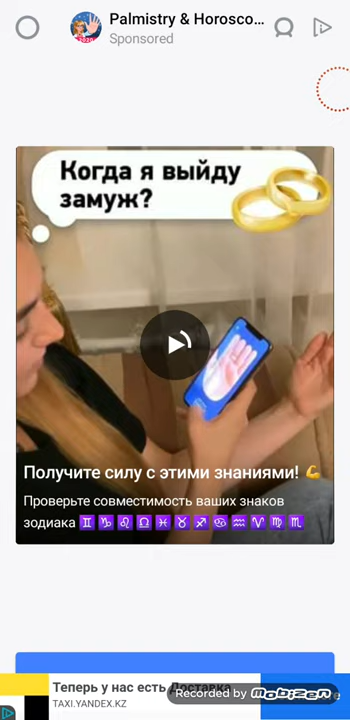 Palmistry & Horosco...
Sponsored
Когда я выйду
замуж?
Получите силу с этими знаниями! 💪
Проверьте совместимость ваших знаков
зодиака ♊♑♌♎♓♉♐♋♒♈♍♏
Теперь у нас есть Доставка
TAXI.YANDEX.KZ
Recorded by Mobizen